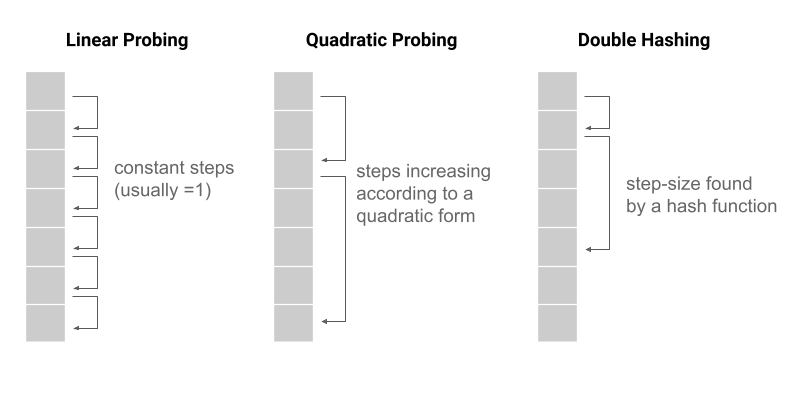 Linear Probing
Quadratic Probing
Double Hashing
constant steps
(usually =1)
steps increasing
according to a
quadratic form
step-size found
by a hash function